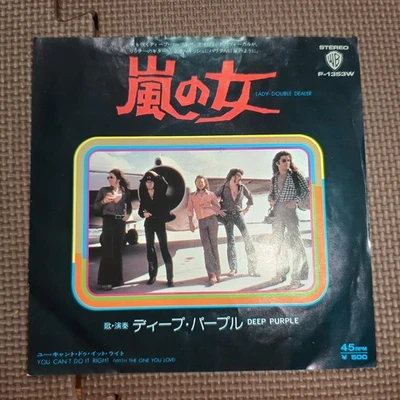 STEREO
P-1353W
嵐の女
LADY DOUBLE DEALER
歌・演奏 ディープ・パープル DEEP PURPLE
ユー・キャント・ドゥ・イット・ライト
YOU CAN'T DO IT RIGHT (WITH THE ONE YOU LOVE)
45RPM
¥500